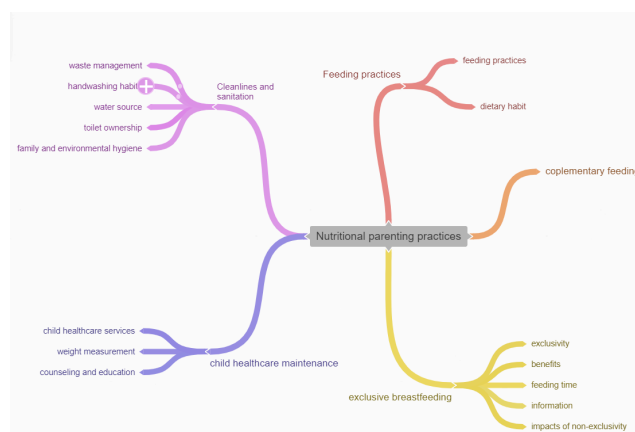 Nutritional parenting practices
Feeding practices
feeding practices
dietary habit
coplementary feedin
exclusive breastfeeding
exclusivity
benefits
feeding time
information
impacts of non-exclusivity
child healthcare maintenance
child healthcare services
weight measurement
counseling and education
Cleanlines and
sanitation
waste management
handwashing habit
water source
toilet ownership
family and environmental hygiene